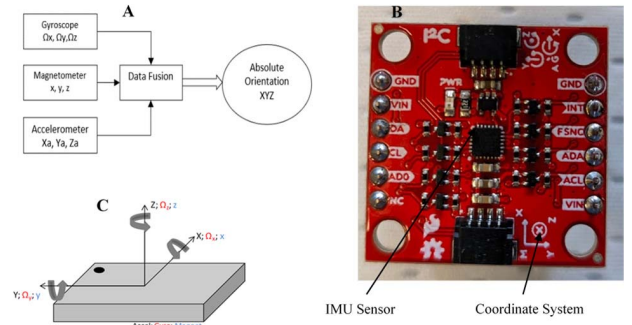 A
Gyroscope
Ωx, Ωy,Ωz
Magnetometer
x, y, z
Accelerometer
Xa, Ya, Za
Data Fusion
Absolute
Orientation
XYZ
B
I²C
PWR
GND
VIN
DA
CL
AD0
NC
GND
INT
FSNC
ADA
ACL
VIN
Z
Y
X
A G
X
Z
M
Y
IMU Sensor
Coordinate System
C
Z; Ωz; z
X; Ωx; x
Y; Ωy; y